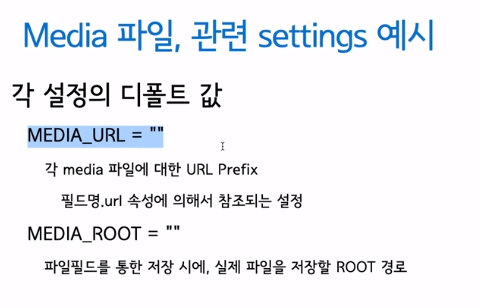 Media 파일, 관련 settings 예시
각 설정의 디폴트 값
MEDIA_URL = ""
각 media 파일에 대한 URL Prefix
필드명.url 속성에 의해서 참조되는 설정
MEDIA_ROOT = ""
파일필드를 통한 저장 시에, 실제 파일을 저장할 ROOT 경로